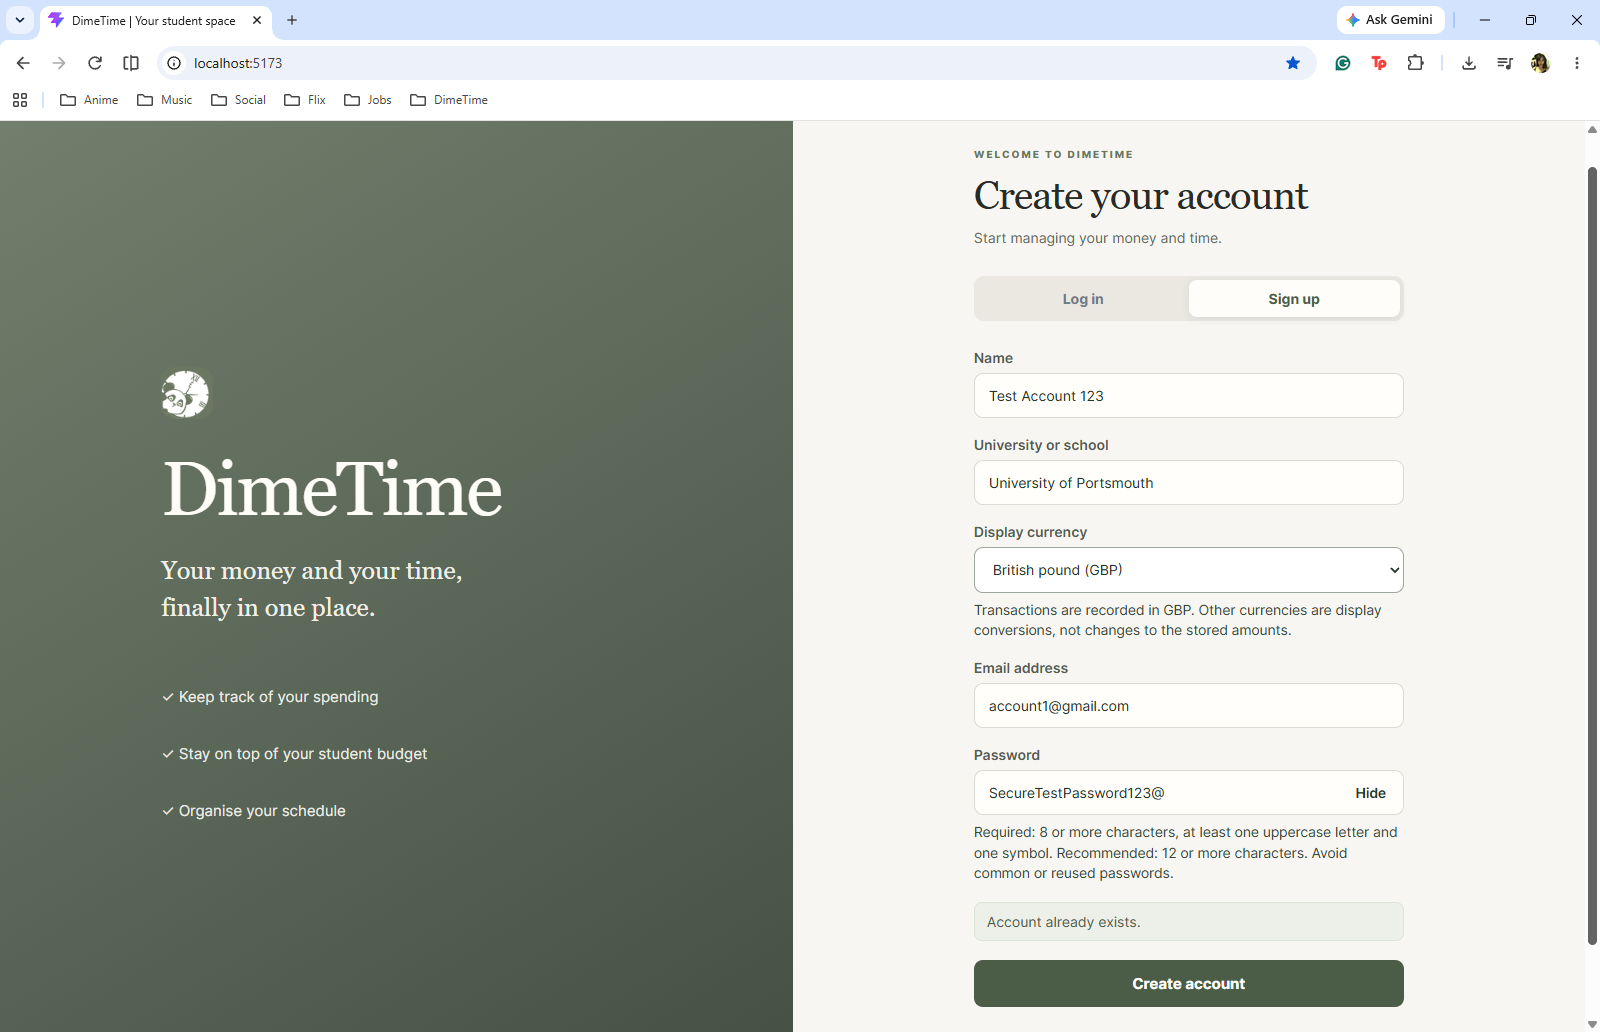 DimeTime | Your student space
Ask Gemini
localhost:5173
Anime
Music
Social
Flix
Jobs
DimeTime
DimeTime
Your money and your time,
finally in one place.
✓ Keep track of your spending
✓ Stay on top of your student budget
✓ Organise your schedule
WELCOME TO DIMETIME
Create your account
Start managing your money and time.
Log in
Sign up
Name
Test Account 123
University or school
University of Portsmouth
Display currency
British pound (GBP)
Transactions are recorded in GBP. Other currencies are display
conversions, not changes to the stored amounts.
Email address
account1@gmail.com
Password
SecureTestPassword123@
Hide
Required: 8 or more characters, at least one uppercase letter and
one symbol. Recommended: 12 or more characters. Avoid
common or reused passwords.
Account already exists.
Create account